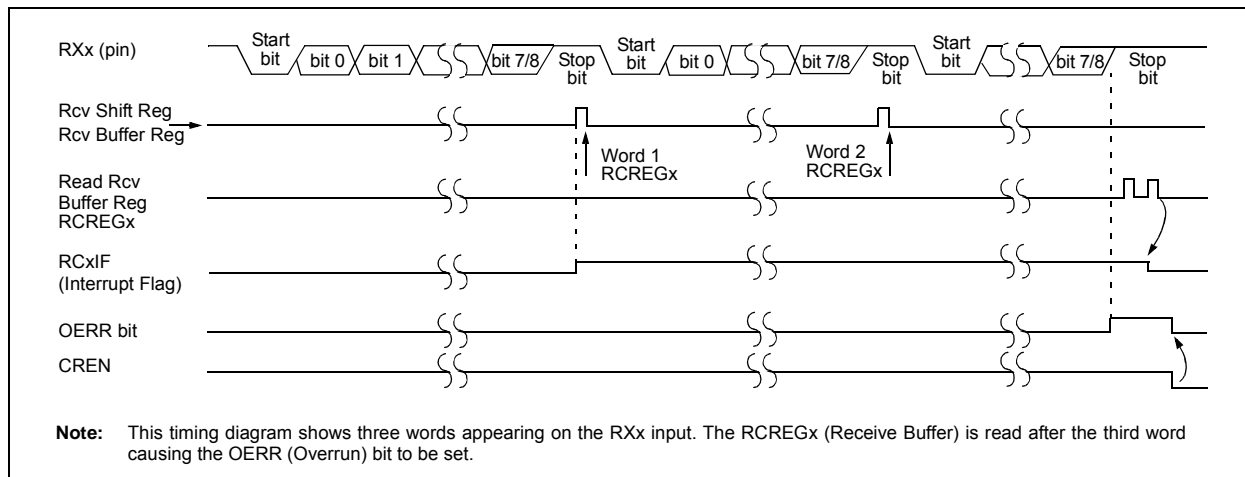 RXx (pin)
Start bit
bit 0
bit 1
bit 7/8
Stop bit
Start bit
bit 0
bit 7/8
Stop bit
Start bit
bit 7/8
Stop bit
Rcv Shift Reg
Rcv Buffer Reg
Word 1
RCREGx
Word 2
RCREGx
Read Rcv
Buffer Reg
RCREGx
RCxIF
(Interrupt Flag)
OERR bit
CREN
Note: This timing diagram shows three words appearing on the RXx input. The RCREGx (Receive Buffer) is read after the third word
causing the OERR (Overrun) bit to be set.